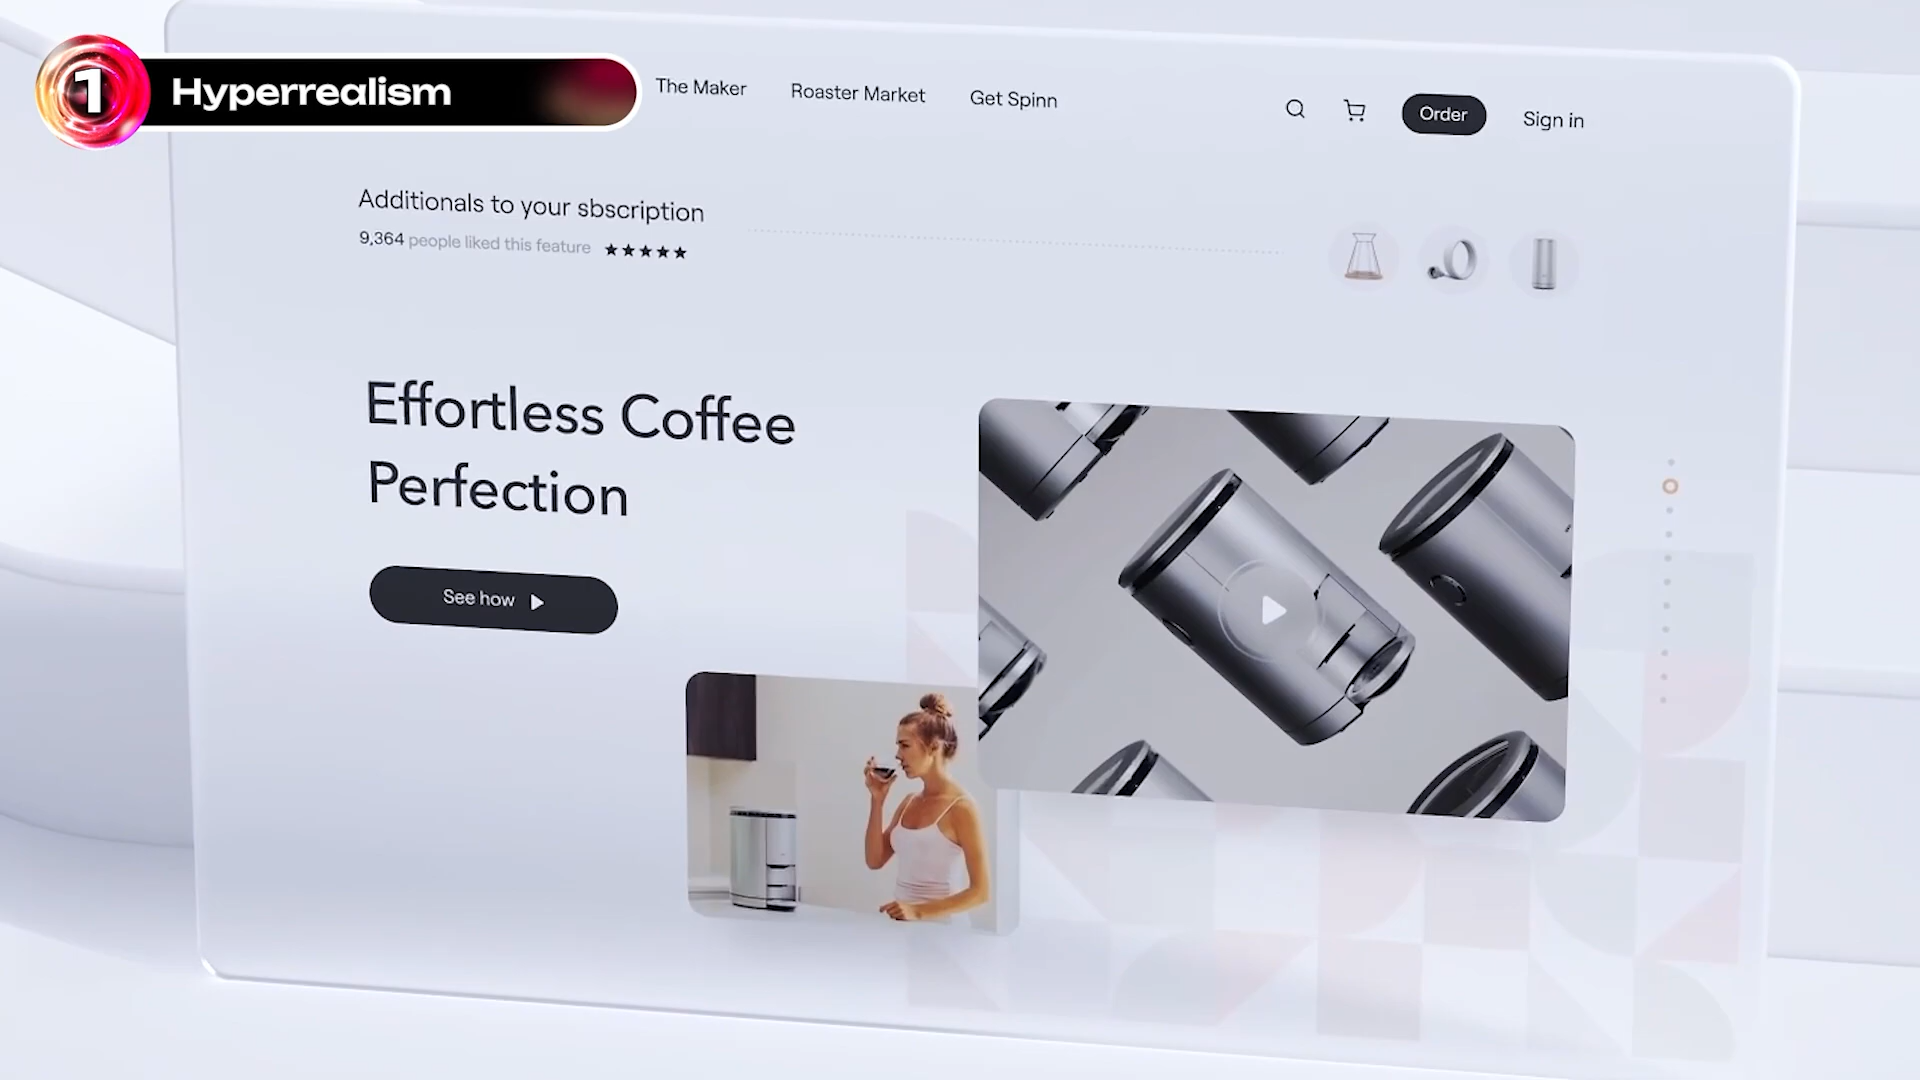 1 Hyperrealism
The Maker Roaster Market Get Spinn Order Sign in
Additionals to your sbscription
9,364 people liked this feature
Effortless Coffee
Perfection
See how